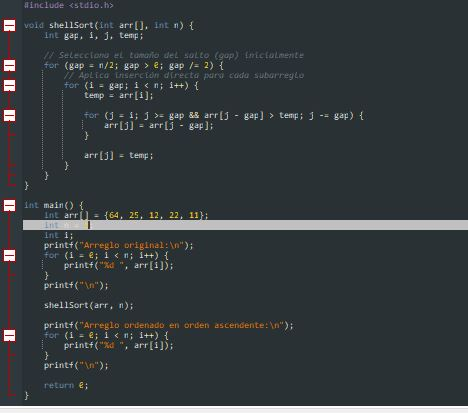 #include <stdio.h>
void shellSort(int arr[], int n) {
int gap, i, j, temp;
// Selecciona el tamaño del salto (gap) inicialmente
for (gap = n/2; gap > 0; gap /= 2) {
// Aplica inserción directa para cada subarreglo
for (i = gap; i < n; i++) {
temp = arr[i];
for (j = i; j >= gap && arr[j - gap] > temp; j -= gap) {
arr[j] = arr[j - gap];
}
arr[j] = temp;
}
}
}
int main() {
int arr[] = {64, 25, 12, 22, 11};
int
int i;
printf("Arreglo original:\n");
for (i = 0; i < n; i++) {
printf("%d ", arr[i]);
}
printf("\n");
shellSort(arr, n);
printf("Arreglo ordenado en orden ascendente:\n");
for (i = 0; i < n; i++) {
printf("%d ", arr[i]);
}
printf("\n");
return 0;
}